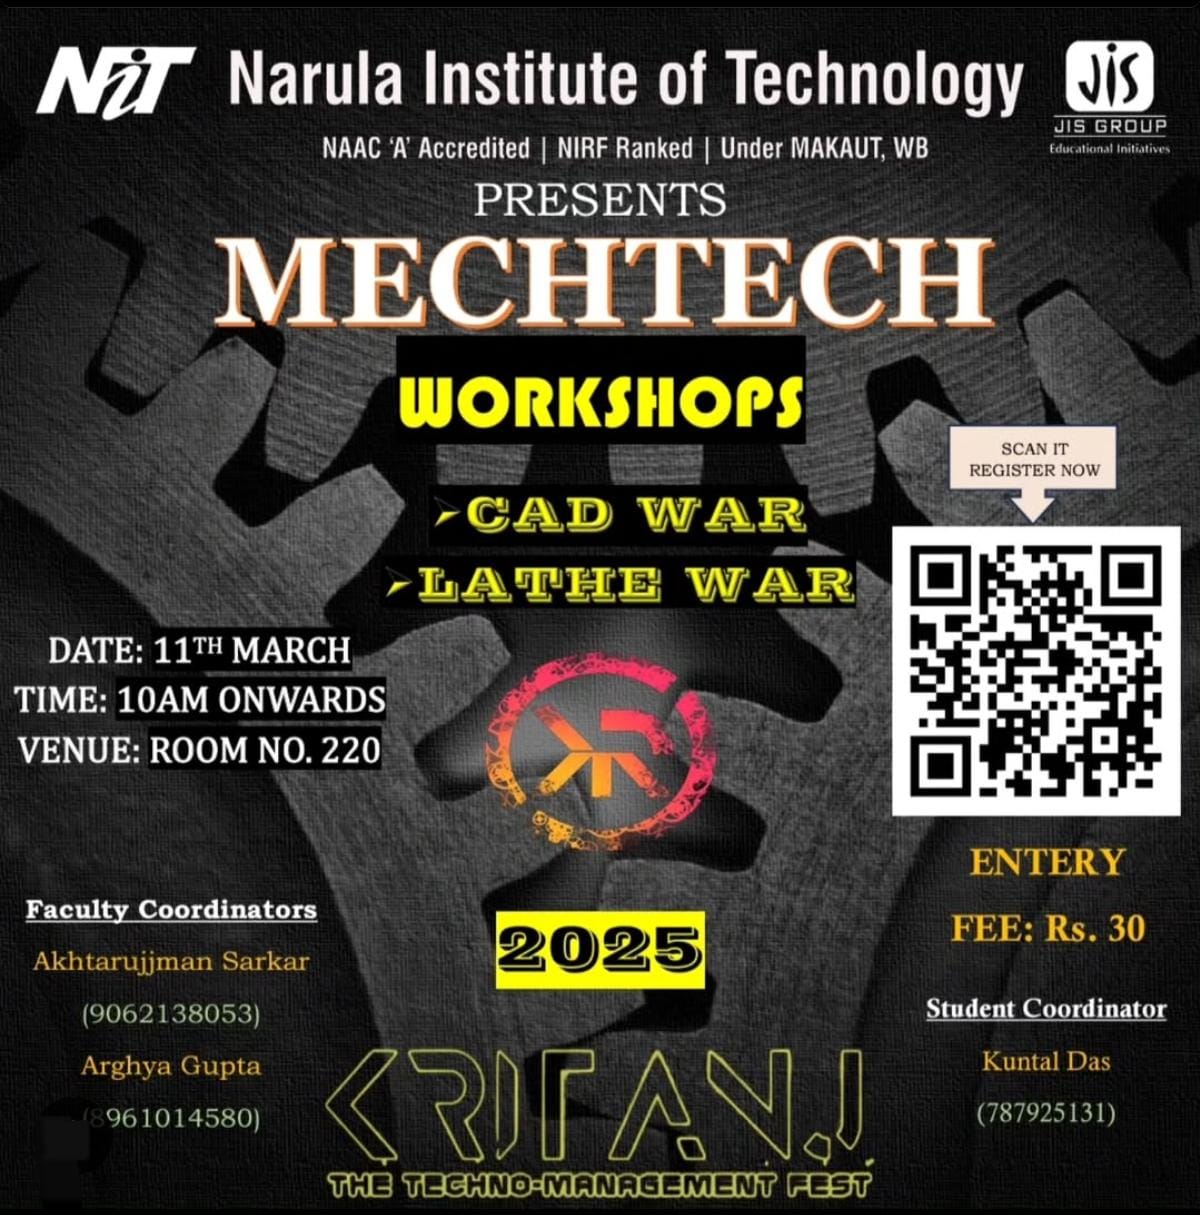 NiT
Narula Institute of Technology
JiS
JIS GROUP
Educational Initiatives
NAAC ‘A’ Accredited | NIRF Ranked | Under MAKAUT, WB
PRESENTS
MECHTECH
WORKSHOPS
SCAN IT
REGISTER NOW
➤CAD WAR
➤LATHE WAR
DATE: 11TH MARCH
TIME: 10AM ONWARDS
VENUE: ROOM NO. 220
KR
ENTERY
FEE: Rs. 30
Faculty Coordinators
Akhtarujjman Sarkar
(9062138053)
Arghya Gupta
(8961014580)
2025
Student Coordinator
Kuntal Das
(787925131)
KRITANJ
THE TECHNO-MANAGEMENT FEST